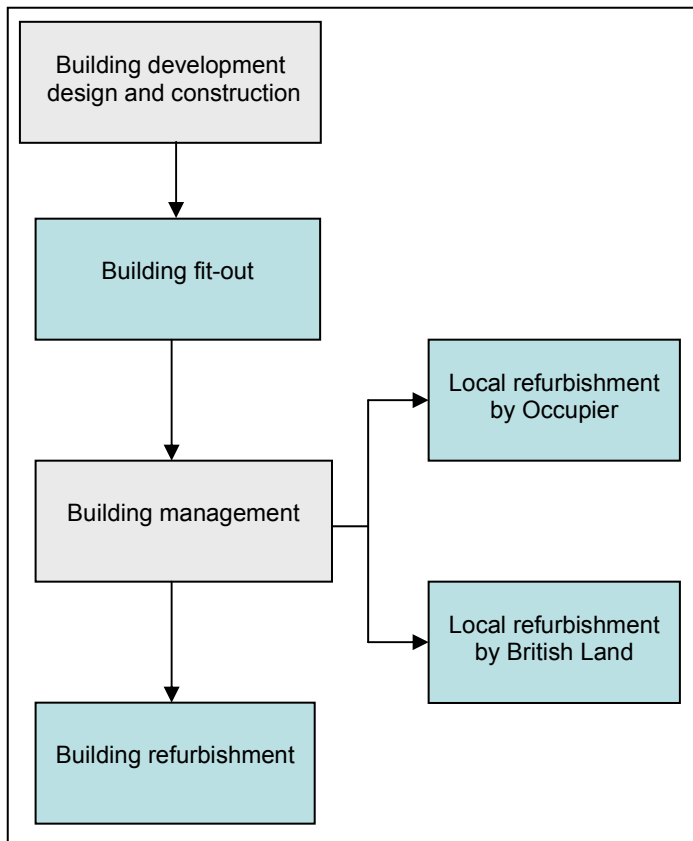 Building development
design and construction
Building fit-out
Local refurbishment
by Occupier
Building management
Local refurbishment
by British Land
Building refurbishment